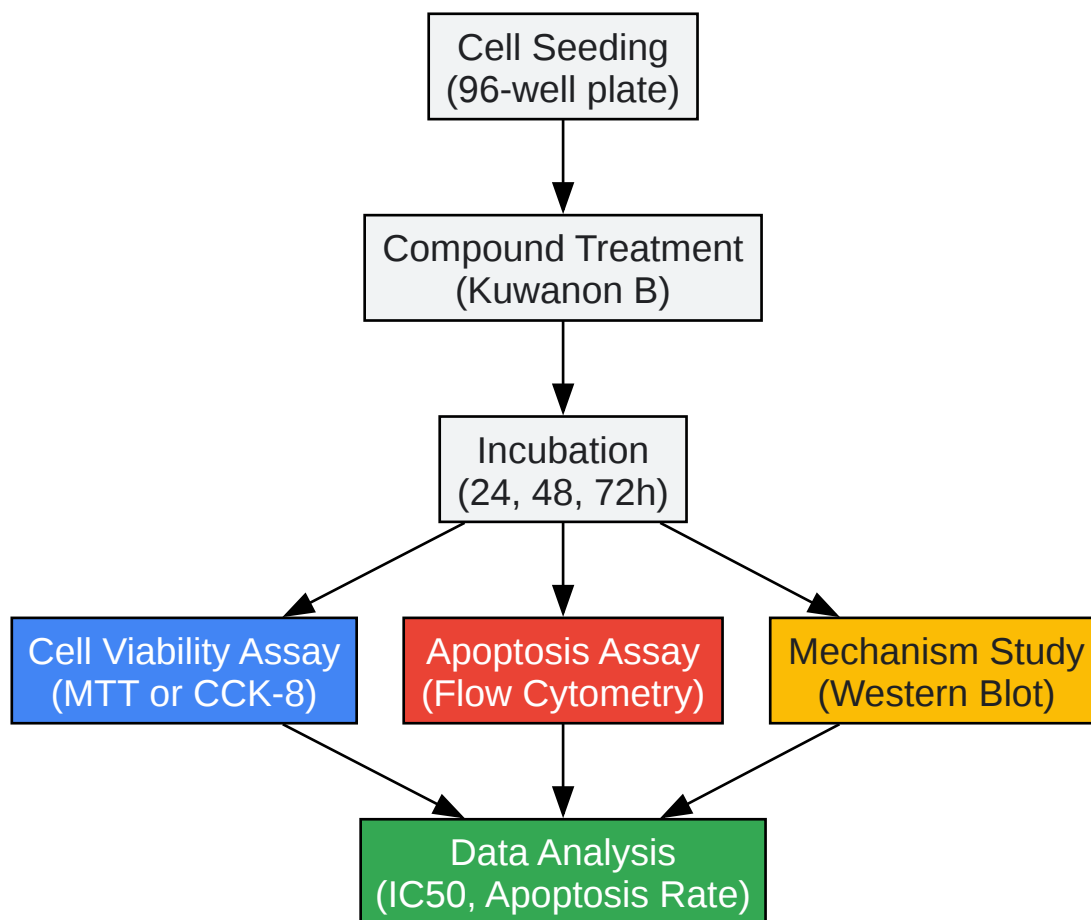 Cell Seeding
(96-well plate)
Compound Treatment
(Kuwanon B)
Incubation
(24, 48, 72h)
Cell Viability Assay
(MTT or CCK-8)
Apoptosis Assay
(Flow Cytometry)
Mechanism Study
(Western Blot)
Data Analysis
(IC50, Apoptosis Rate)